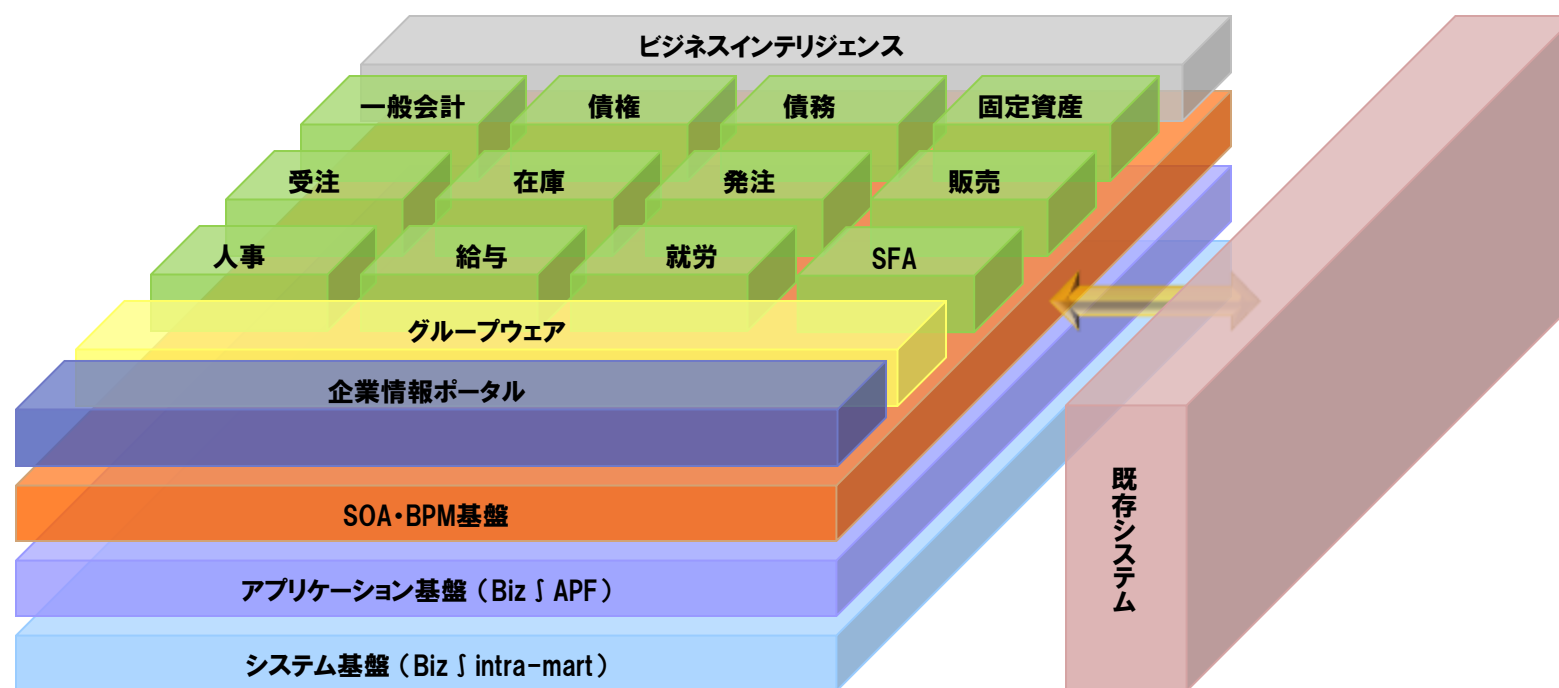 ビジネスインテリジェンス
一般会計
債権
債務
固定資産
受注
在庫
発注
販売
人事
給与
就労
SFA
グループウェア
企業情報ポータル
SOA・BPM基盤
アプリケーション基盤（Biz∫APF）
システム基盤（Biz∫intra-mart）
既存システム